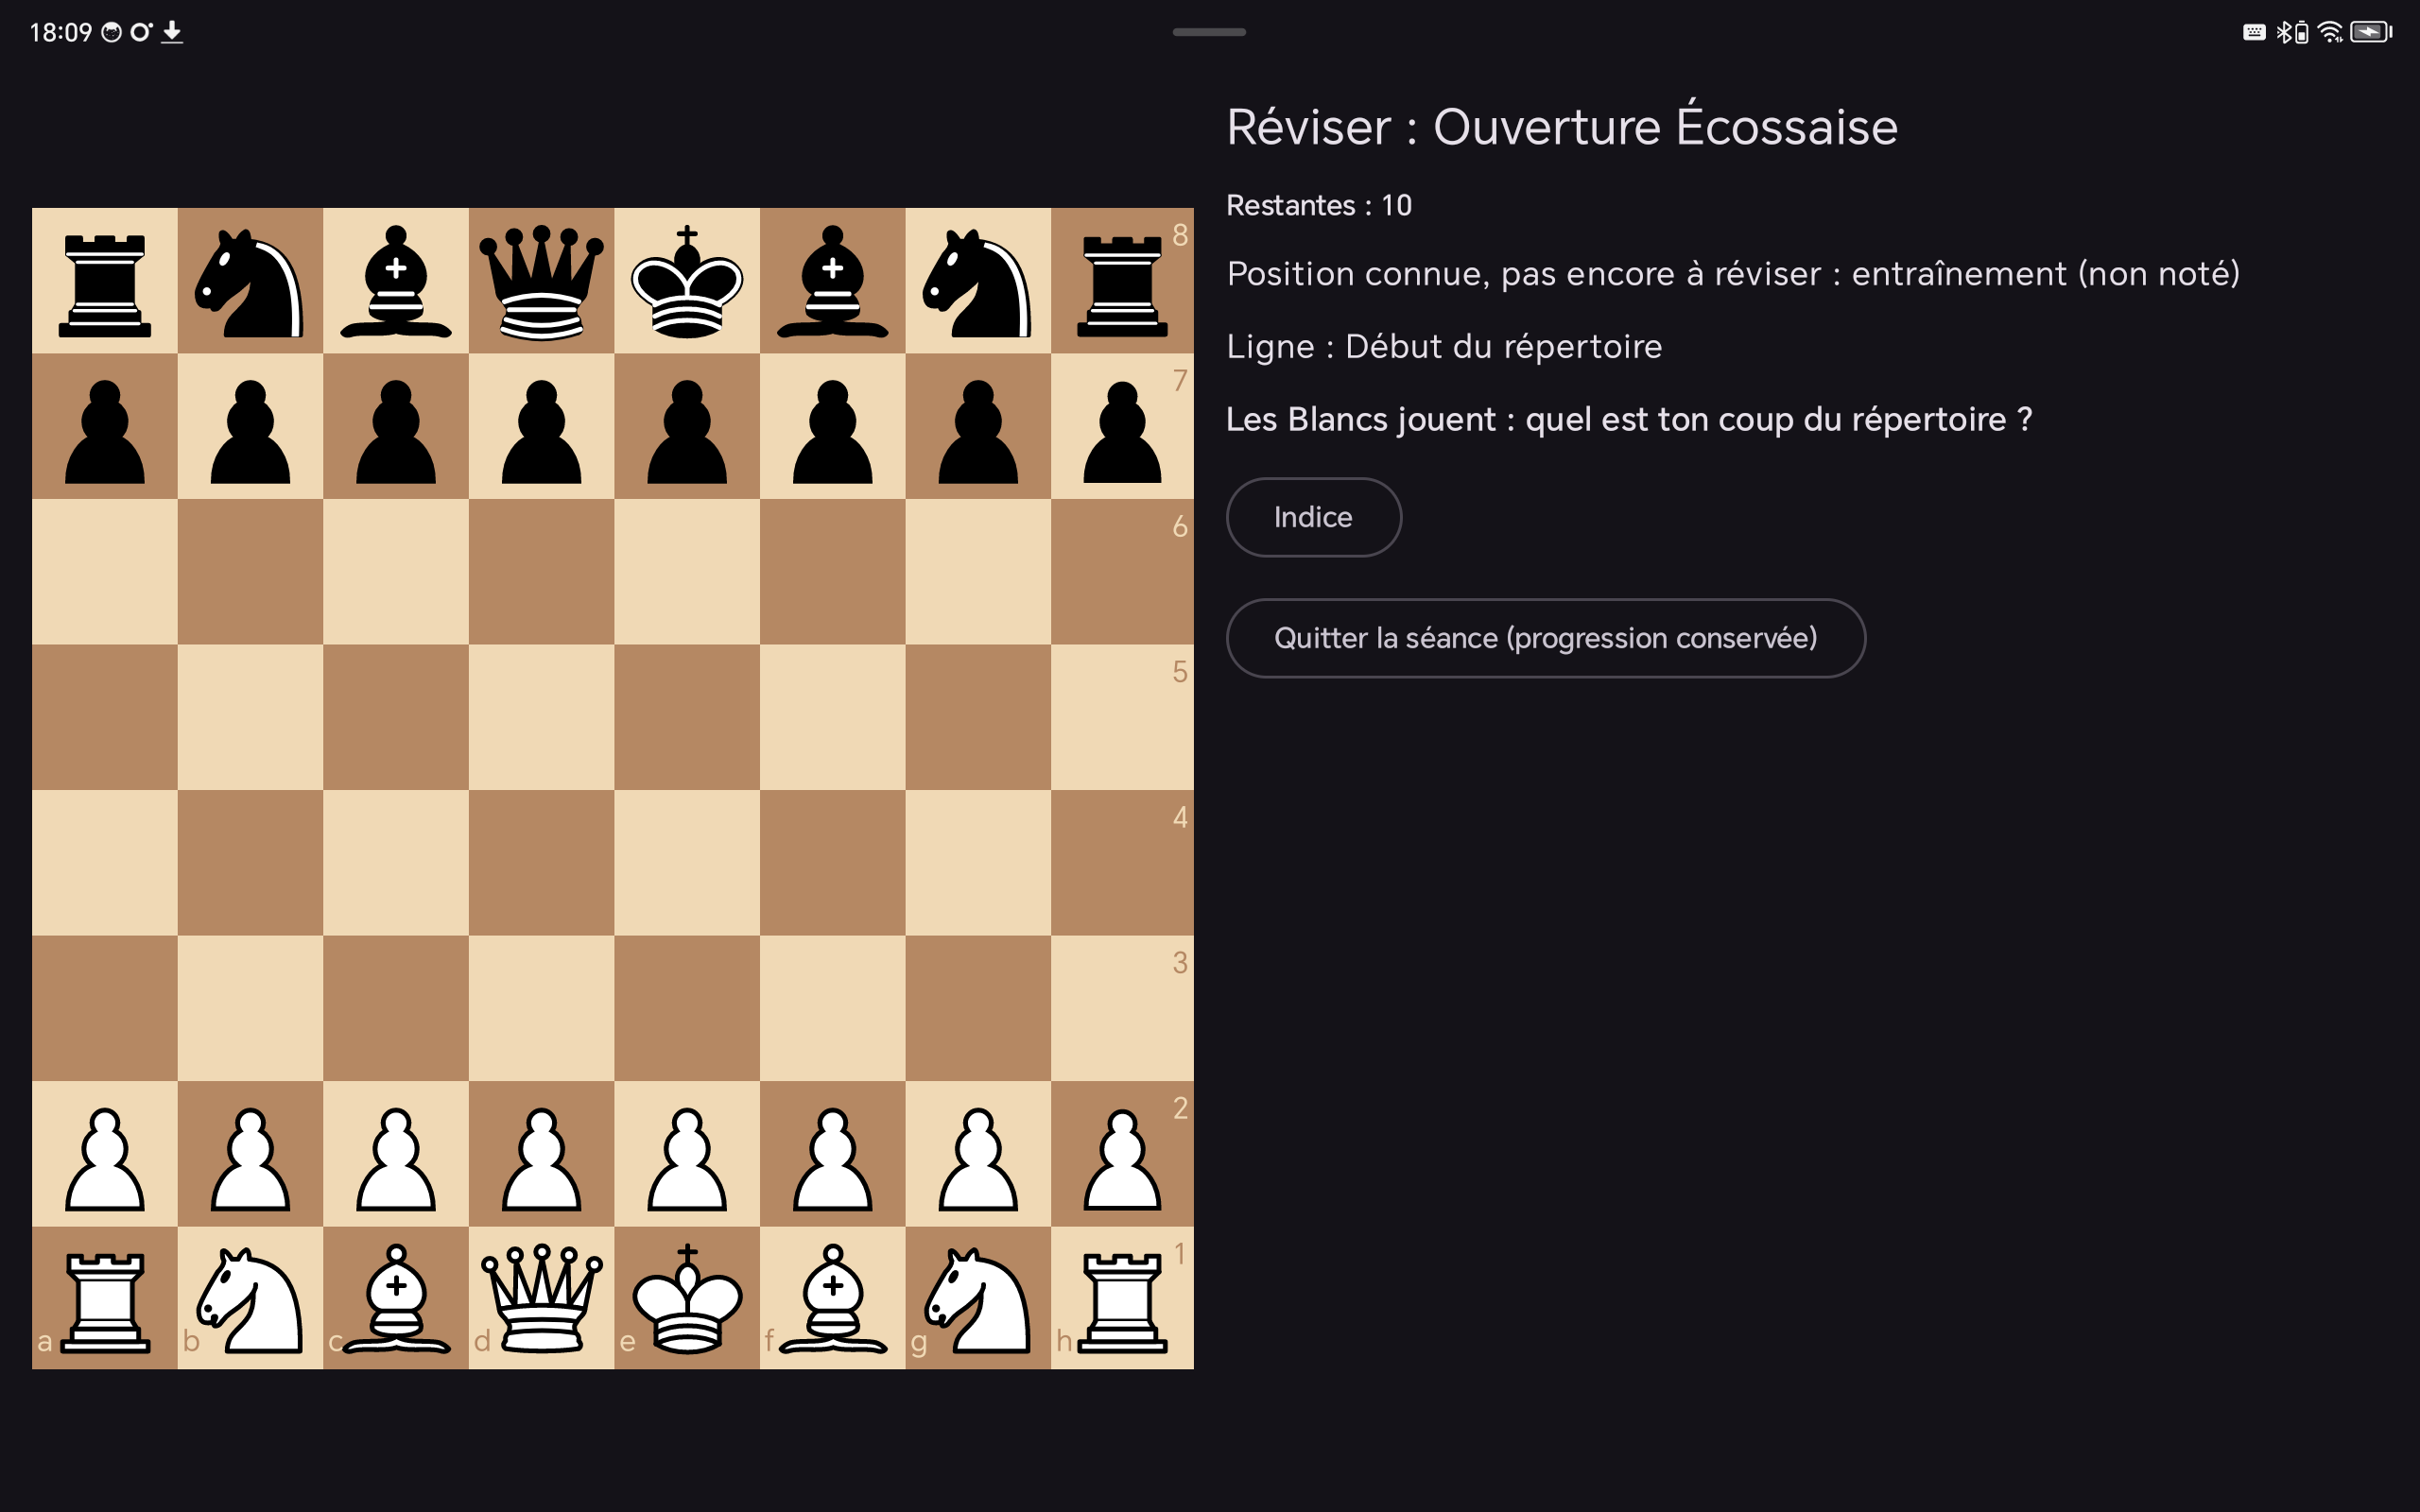 18:09
Réviser : Ouverture Écossaise
Restantes : 10
Position connue, pas encore à réviser : entraînement (non noté)
Ligne : Début du répertoire
Les Blancs jouent : quel est ton coup du répertoire ?
Indice
Quitter la séance (progression conservée)
8
7
6
5
4
3
2
1
a b c d e f g h